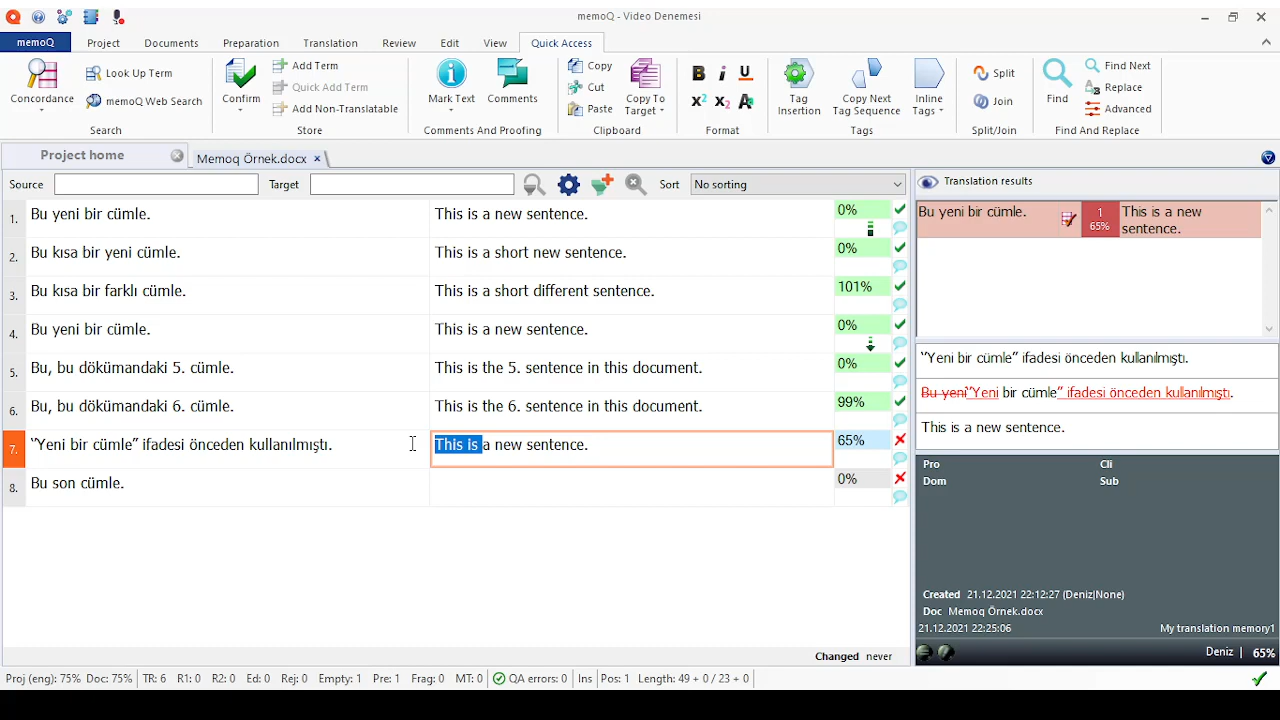 memoQ - Video Denemesi
memoQ Project Documents Preparation Translation Review Edit View Quick Access
Concordance Look Up Term memoQ Web Search Search
Confirm Add Term Quick Add Term Add Non-Translatable Store
Mark Text Comments Comments And Proofing
Copy Cut Paste Copy To Target Clipboard
B i U x² x₂ A Format
Tag Insertion Copy Next Tag Sequence Inline Tags Tags
Split Join Split/Join
Find Find Next Replace Advanced Find And Replace
Project home Memoq Örnek.docx
Source Target Sort No sorting
1. Bu yeni bir cümle. This is a new sentence. 0%
2. Bu kısa bir yeni cümle. This is a short new sentence. 0%
3. Bu kısa bir farklı cümle. This is a short different sentence. 101%
4. Bu yeni bir cümle. This is a new sentence. 0%
5. Bu, bu dökümandaki 5. cümle. This is the 5. sentence in this document. 0%
6. Bu, bu dökümandaki 6. cümle. This is the 6. sentence in this document. 99%
7. “Yeni bir cümle” ifadesi önceden kullanılmıştı. This is a new sentence. 65%
8. Bu son cümle. 0%
Changed never
Translation results
Bu yeni bir cümle. 1 65% This is a new sentence.
“Yeni bir cümle” ifadesi önceden kullanılmıştı.
Bu yeni“Yeni bir cümle” ifadesi önceden kullanılmıştı.
This is a new sentence.
Pro Cli
Dom Sub
Created 21.12.2021 22:12:27 (Deniz|None)
Doc Memoq Örnek.docx
21.12.2021 22:25:06 My translation memory1
Deniz | 65%
Proj (eng): 75% Doc: 75% TR: 6 R1: 0 R2: 0 Ed: 0 Rej: 0 Empty: 1 Pre: 1 Frag: 0 MT: 0 QA errors: 0 Ins Pos: 1 Length: 49 + 0 / 23 + 0